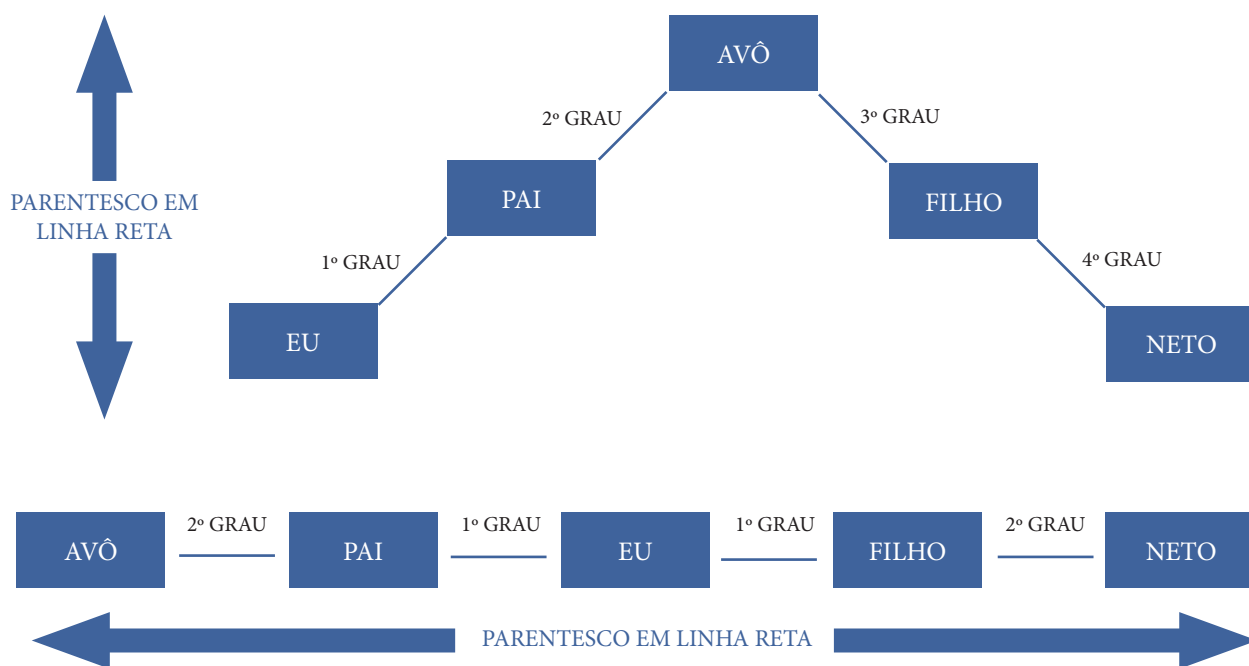 AVÔ
2º GRAU
3º GRAU
PAI
FILHO
PARENTESCO EM
LINHA RETA
1º GRAU
4º GRAU
EU
NETO
2º GRAU
1º GRAU
1º GRAU
2º GRAU
AVÔ
PAI
EU
FILHO
NETO
PARENTESCO EM LINHA RETA